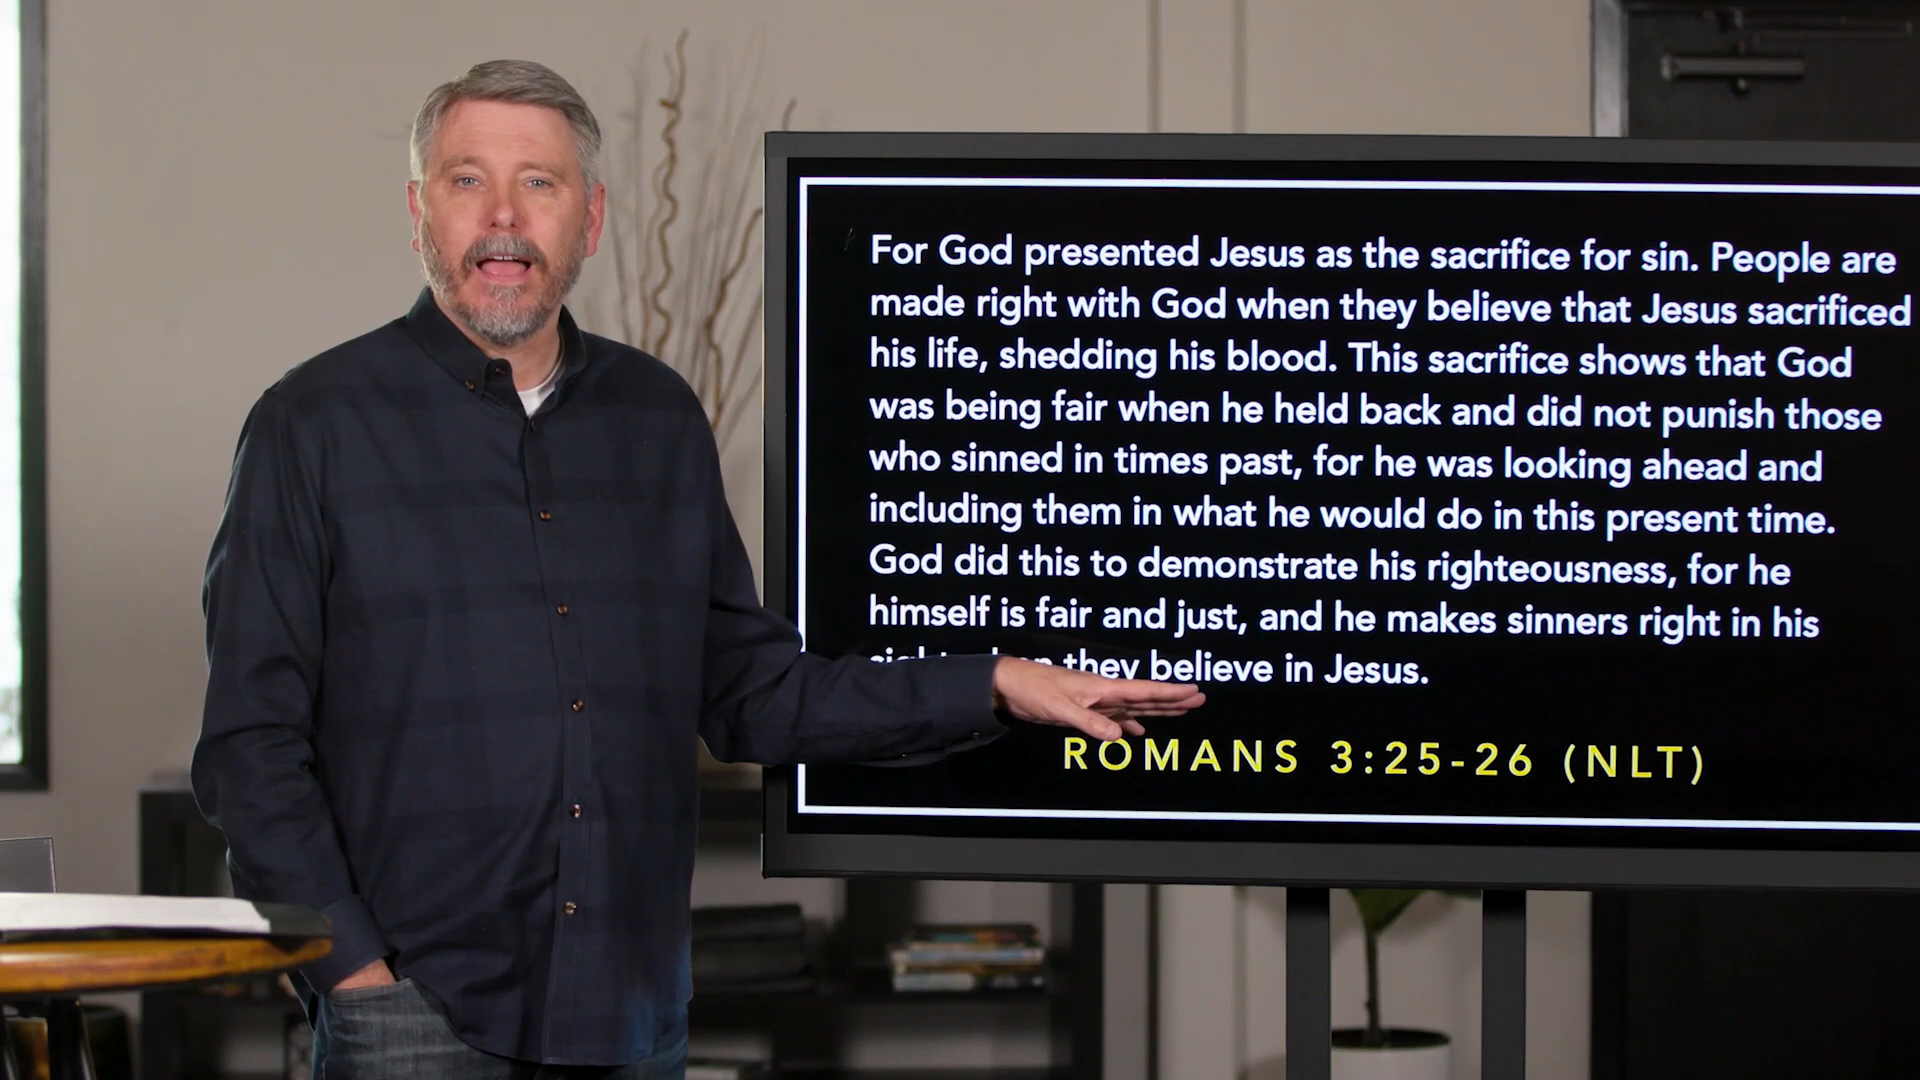 For God presented Jesus as the sacrifice for sin. People are
made right with God when they believe that Jesus sacrificed
his life, shedding his blood. This sacrifice shows that God
was being fair when he held back and did not punish those
who sinned in times past, for he was looking ahead and
including them in what he would do in this present time.
God did this to demonstrate his righteousness, for he
himself is fair and just, and he makes sinners right in his
they believe in Jesus.
ROMANS 3:25-26 (NLT)